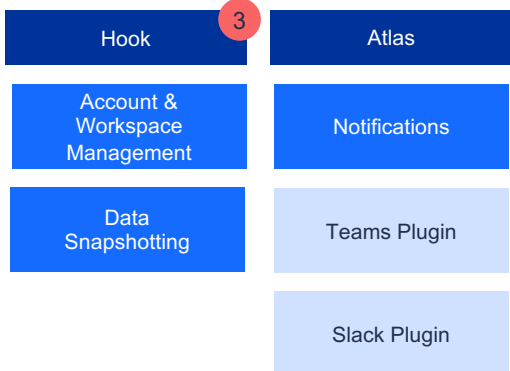 Hook
3
Atlas
Account &
Workspace
Management
Notifications
Data
Snapshotting
Teams Plugin
Slack Plugin